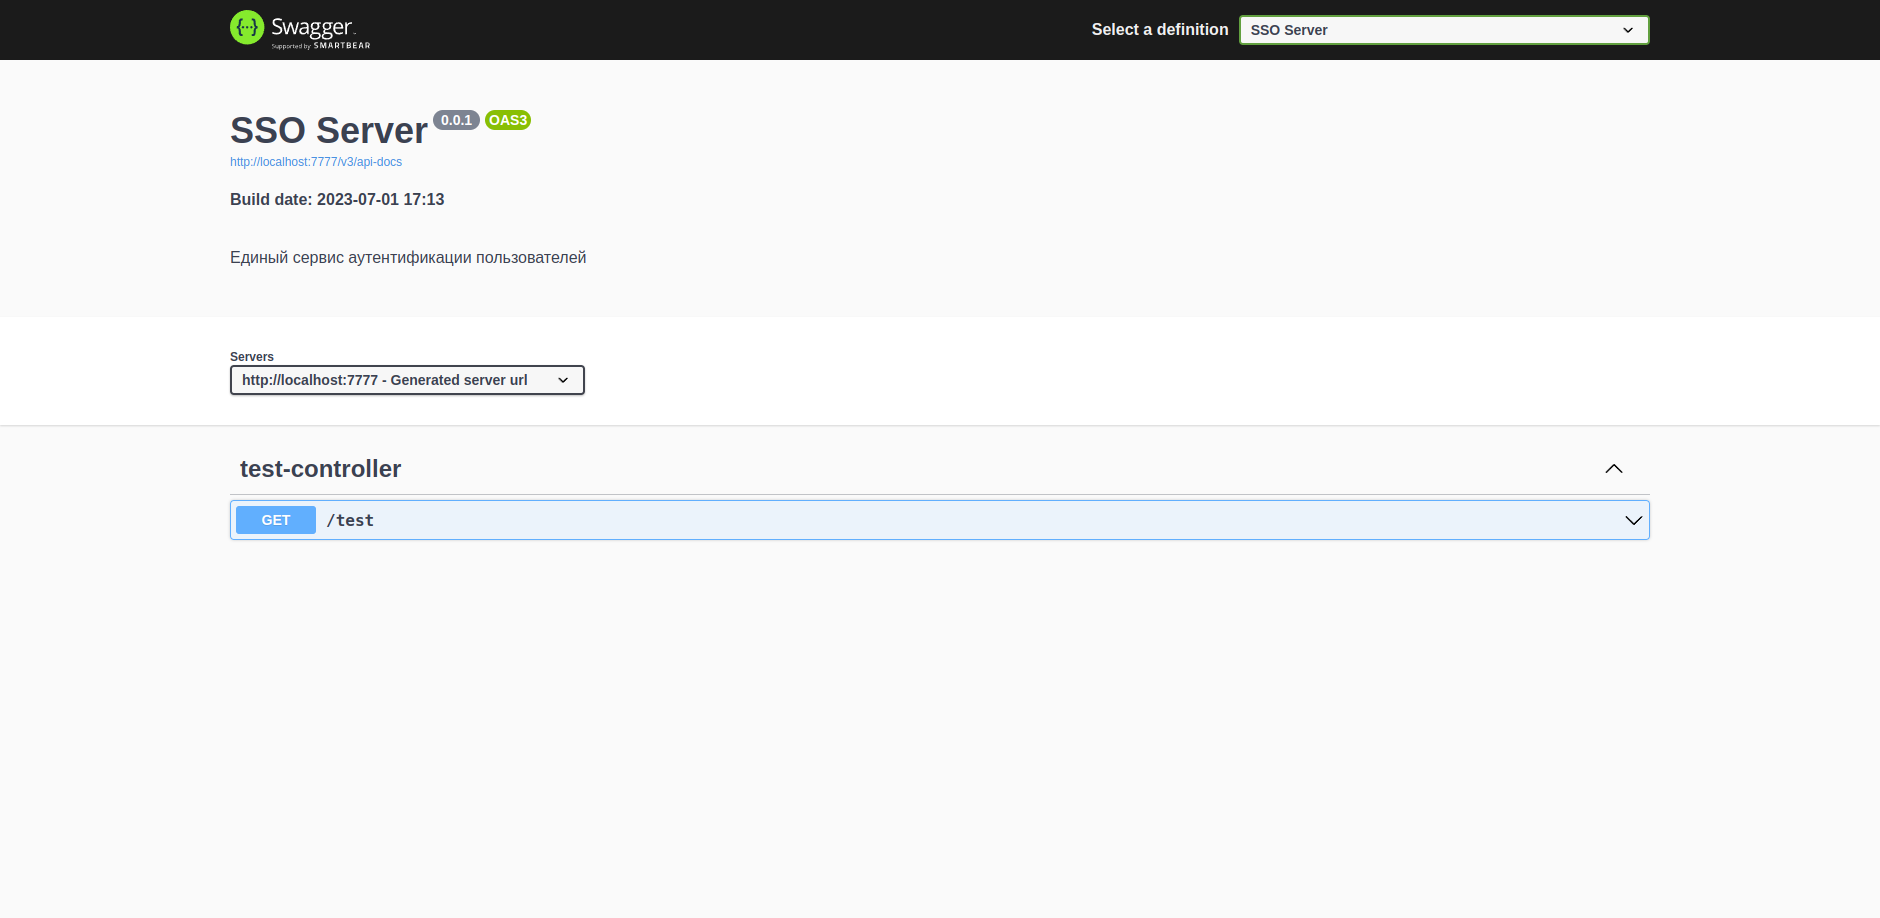 Swagger
Supported by SMARTBEAR
Select a definition
SSO Server
SSO Server 0.0.1 OAS3
http://localhost:7777/v3/api-docs
Build date: 2023-07-01 17:13
Единый сервис аутентификации пользователей
Servers
http://localhost:7777 - Generated server url
test-controller
GET /test